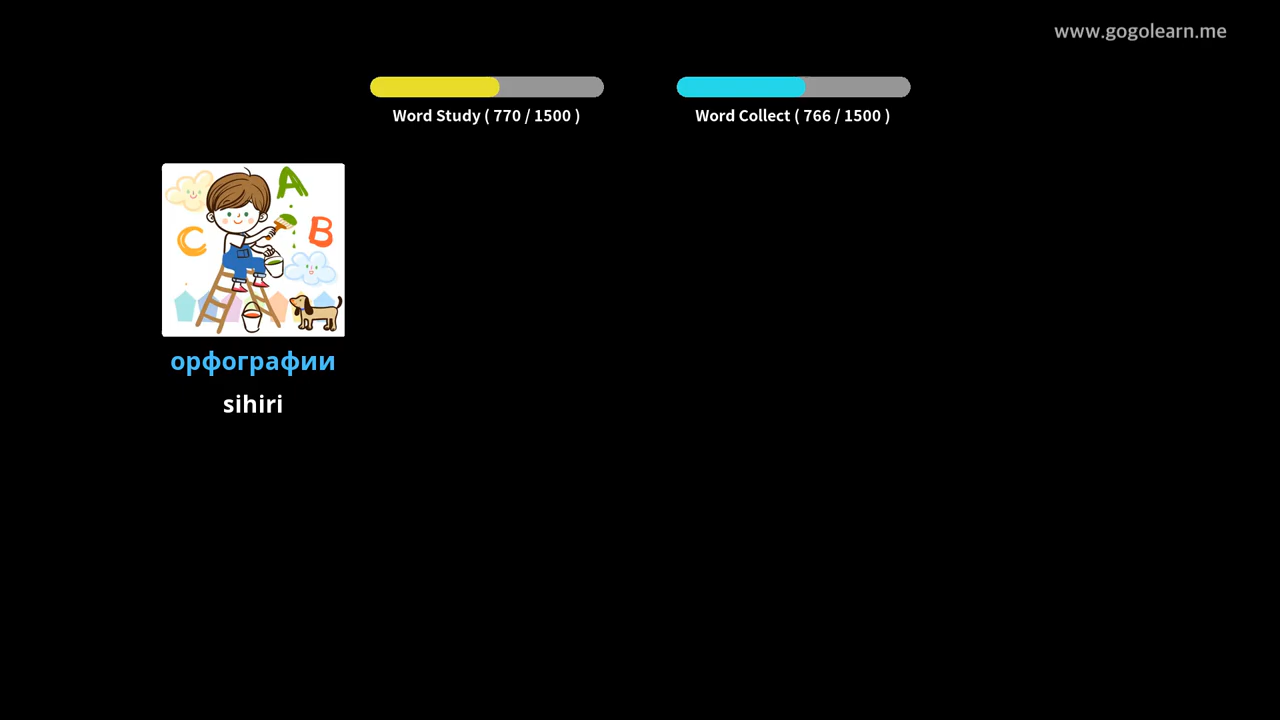 www.gogolearn.me
Word Study ( 770 / 1500 )
Word Collect ( 766 / 1500 )
A
B
C
орфографии
sihiri